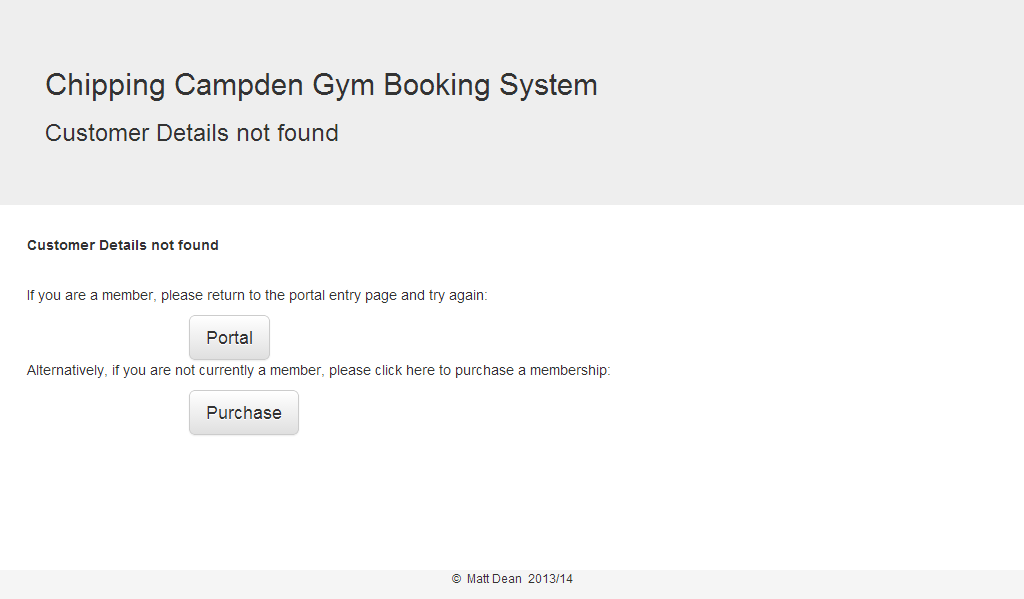 Chipping Campden Gym Booking System
Customer Details not found
Customer Details not found
If you are a member, please return to the portal entry page and try again:
Portal
Alternatively, if you are not currently a member, please click here to purchase a membership:
Purchase
© Matt Dean 2013/14